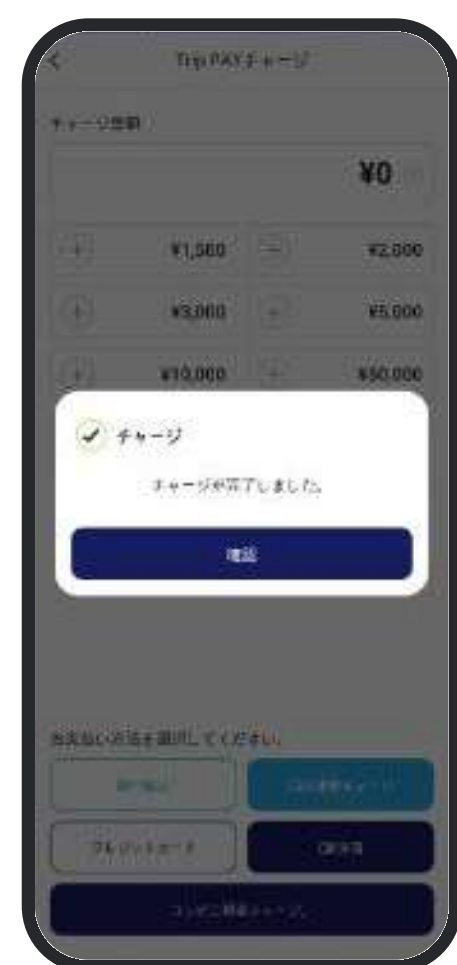 Trip PAYチャージ
チャージ金額
¥0
¥1,500
¥2,000
¥3,000
¥5,000
¥10,000
¥50,000
チャージ
チャージが完了しました。
確認
お支払い方法を選択してください。
クレジットカード